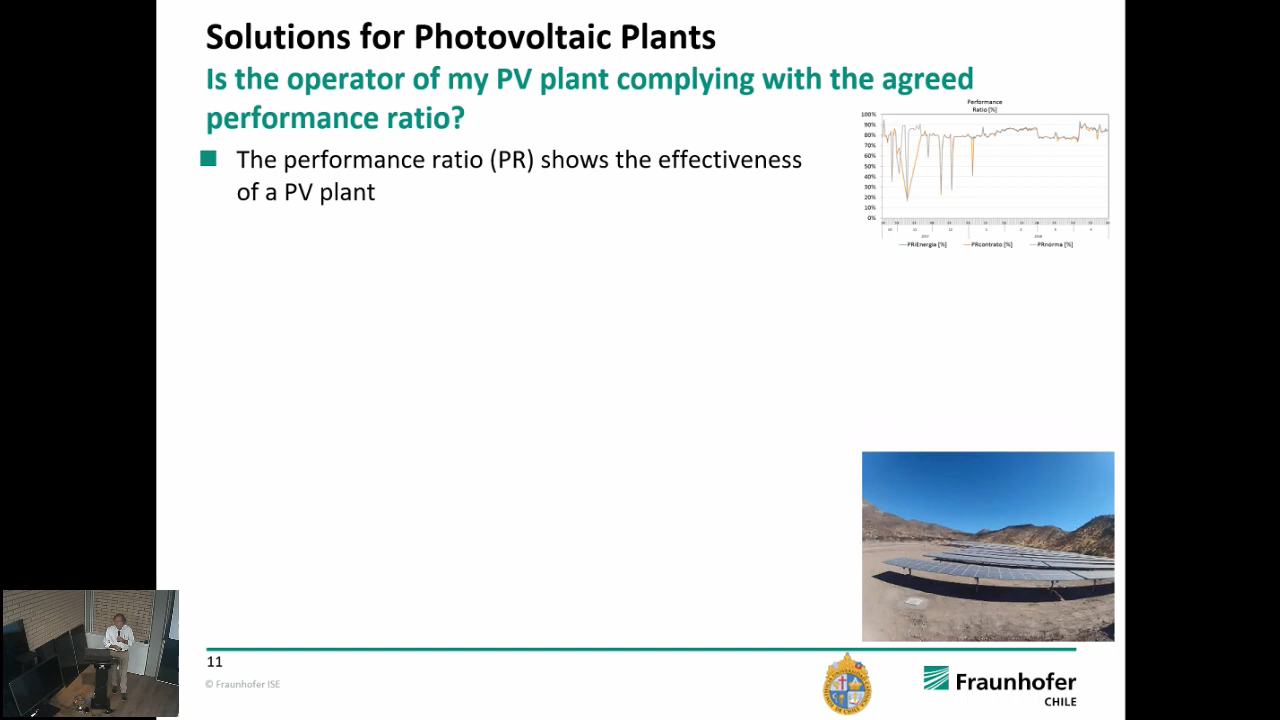 Solutions for Photovoltaic Plants
Is the operator of my PV plant complying with the agreed
performance ratio?
The performance ratio (PR) shows the effectiveness
of a PV plant
Performance
Ratio [%]
100%
90%
80%
70%
60%
50%
40%
30%
20%
10%
0%
PRcontrato [%]
PRnorma [%]
11
© Fraunhofer ISE
Fraunhofer
CHILE